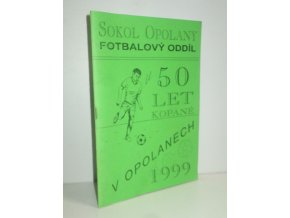 SOKOL OPOLANY
FOTBALOVÝ ODDÍL
50
LET
KOPANÉ
V OPOLANECH
1999